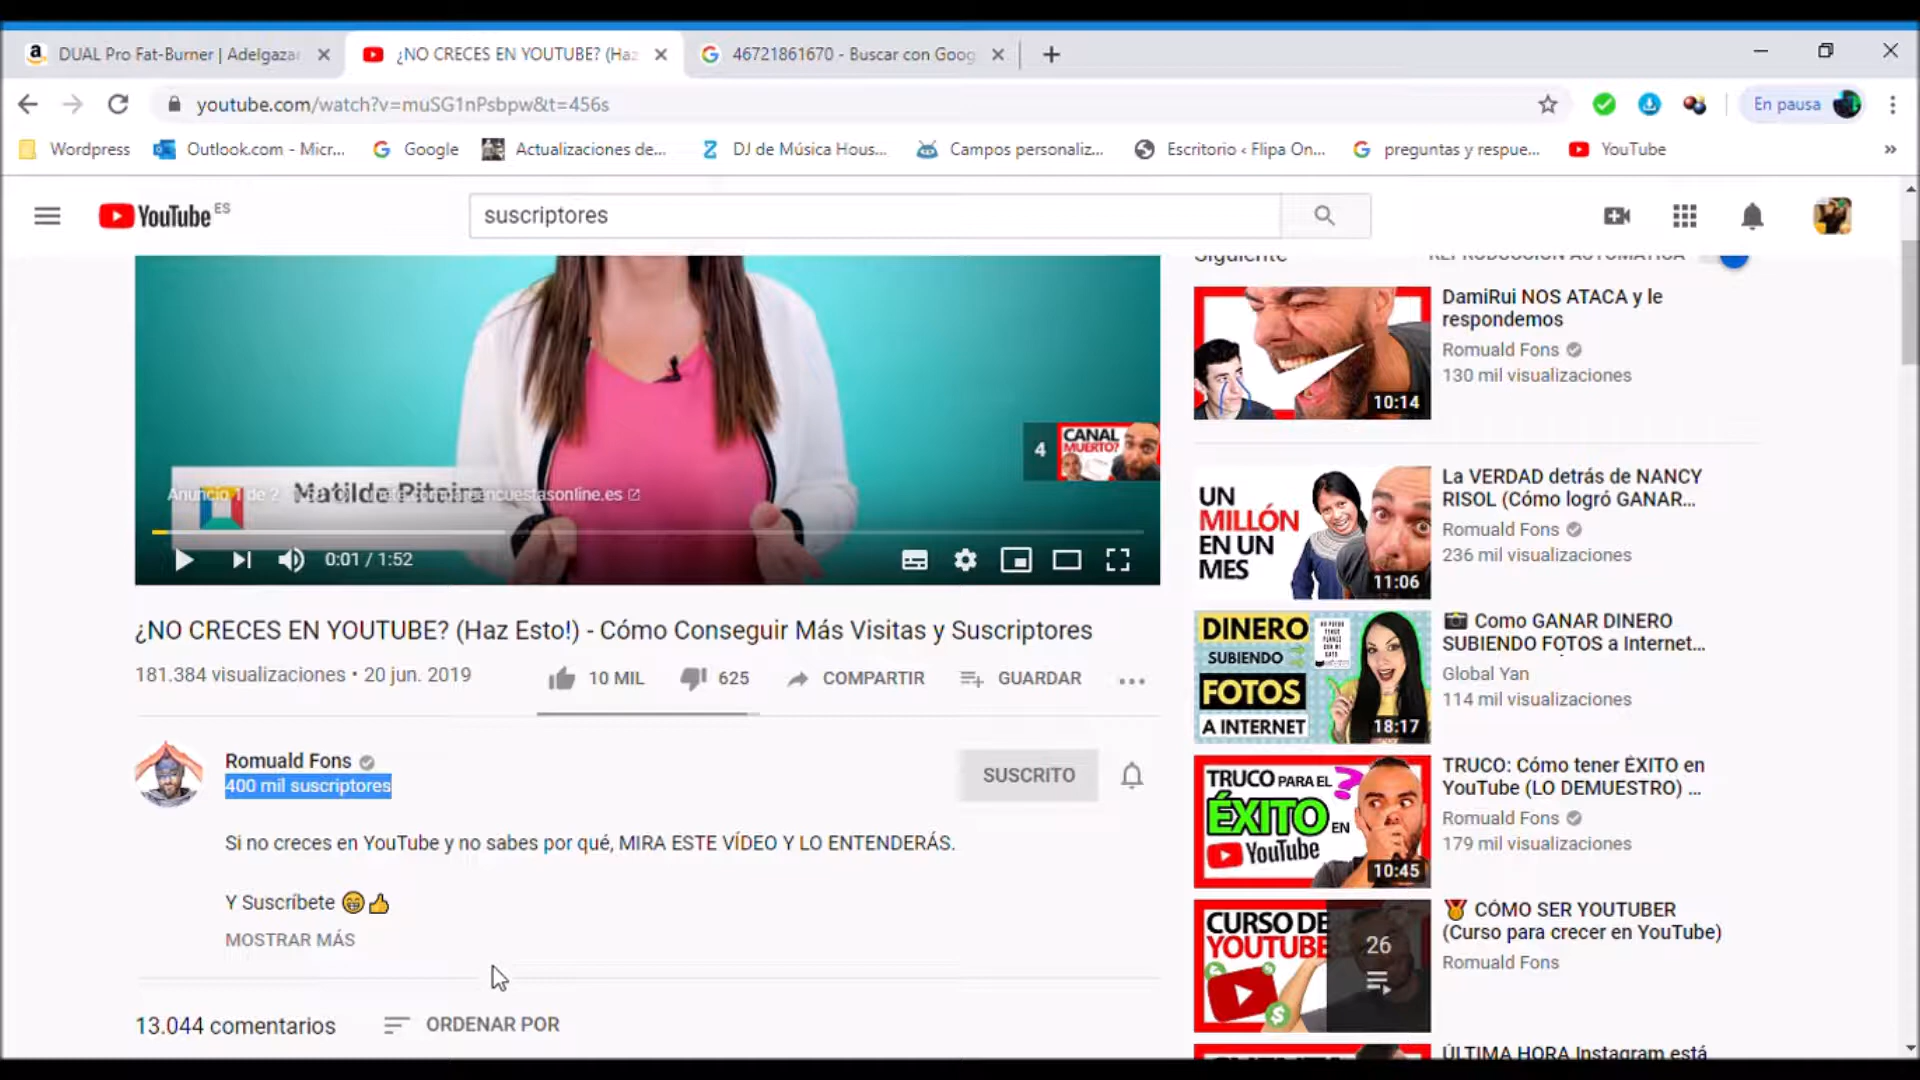 DUAL Pro Fat-Burner | Adelgazar
¿NO CRECES EN YOUTUBE? (Haz
46721861670 - Buscar con Goog
youtube.com/watch?v=muSG1nPsbpw&t=456s
En pausa
Wordpress
Outlook.com - Micr...
Google
Actualizaciones de...
DJ de Música Hous...
Campos personaliz...
Escritorio ‹ Flipa On...
preguntas y respue...
YouTube
YouTube ES
suscriptores
4
CANAL
MUERTO?
Matilde Piteira
Anuncio 1 de 2
0:01 / 1:52
¿NO CRECES EN YOUTUBE? (Haz Esto!) - Cómo Conseguir Más Visitas y Suscriptores
181.384 visualizaciones • 20 jun. 2019
10 MIL
625
COMPARTIR
GUARDAR
Romuald Fons
400 mil suscriptores
SUSCRITO
Si no creces en YouTube y no sabes por qué, MIRA ESTE VÍDEO Y LO ENTENDERÁS.
Y Suscríbete 😁👍
MOSTRAR MÁS
13.044 comentarios
ORDENAR POR
Siguiente
REPRODUCCIÓN AUTOMÁTICA
10:14
DamiRui NOS ATACA y le
respondemos
Romuald Fons
130 mil visualizaciones
UN
MILLÓN
EN UN
MES
11:06
La VERDAD detrás de NANCY
RISOL (Cómo logró GANAR...
Romuald Fons
236 mil visualizaciones
DINERO
SUBIENDO
FOTOS
A INTERNET
18:17
📷 Como GANAR DINERO
SUBIENDO FOTOS a Internet...
Global Yan
114 mil visualizaciones
TRUCO PARA EL
ÉXITO EN
YouTube
10:45
TRUCO: Cómo tener ÉXITO en
YouTube (LO DEMUESTRO) ...
Romuald Fons
179 mil visualizaciones
CURSO DE
YOUTUBE
26
🏅 CÓMO SER YOUTUBER
(Curso para crecer en YouTube)
Romuald Fons
ÚLTIMA HORA Instagram está